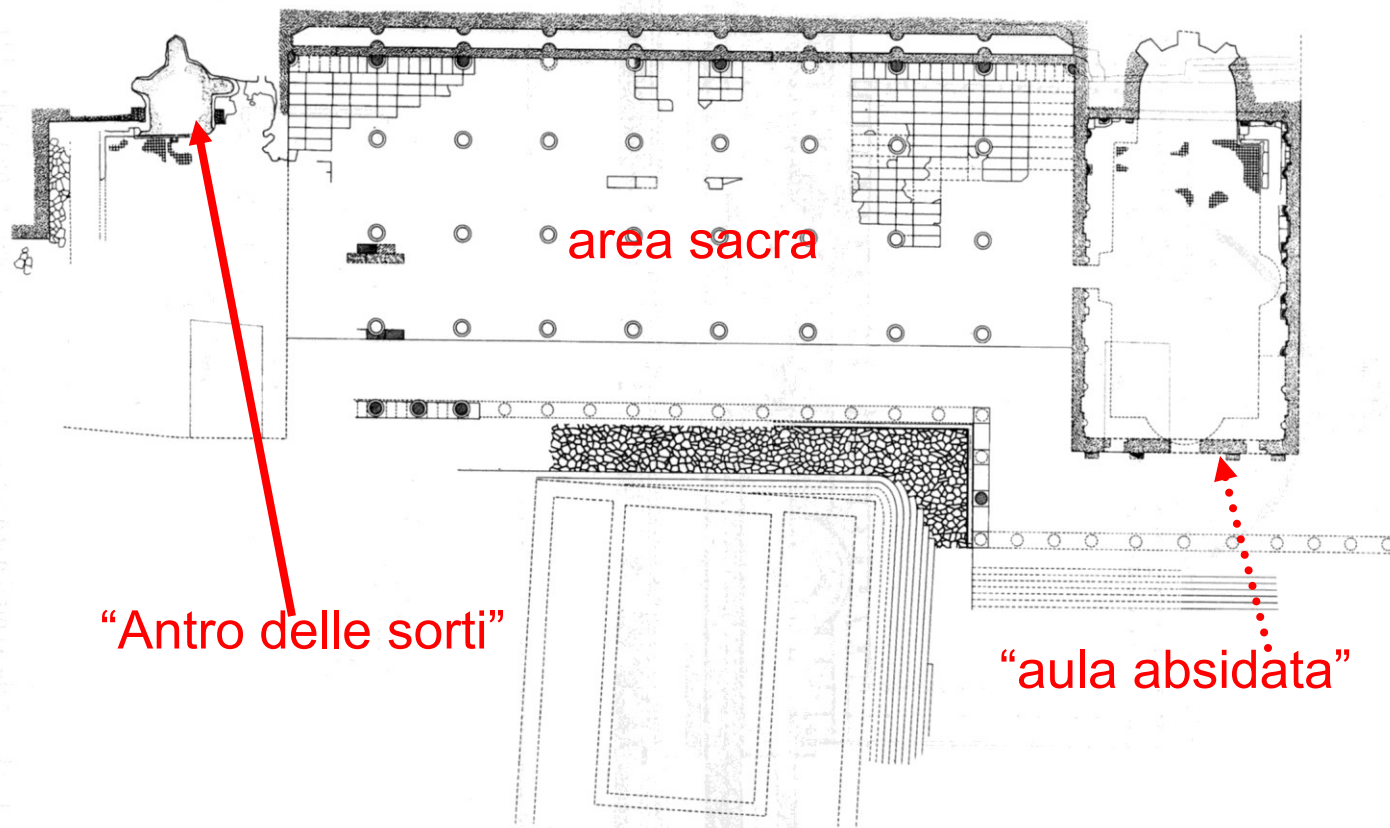 area sacra
“Antro delle sorti”
“aula absidata”